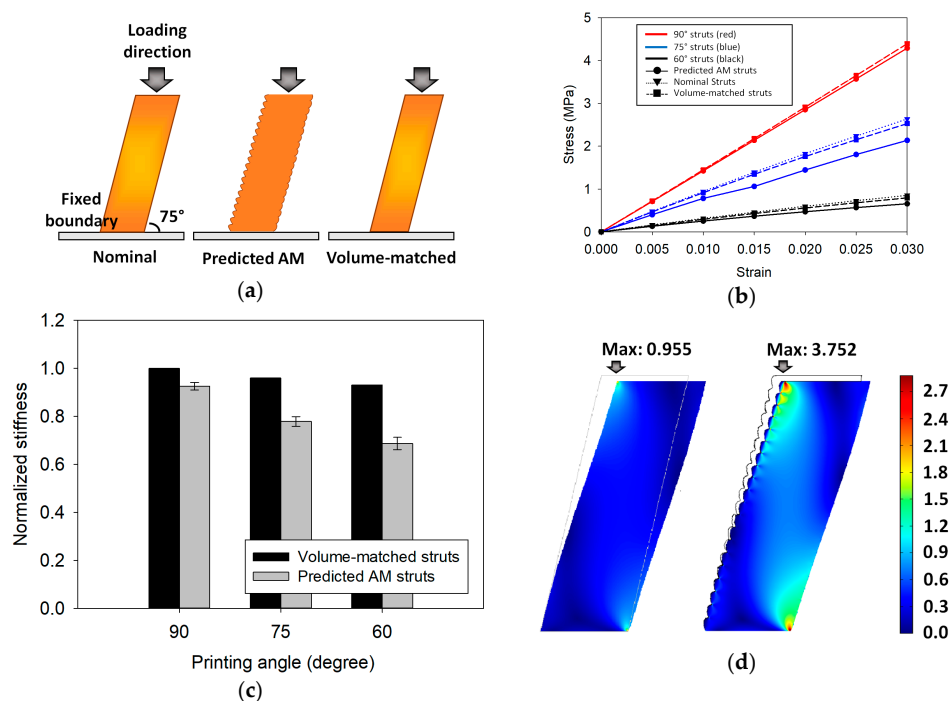 Loading
direction
Fixed
boundary
75°
Nominal
Predicted AM
Volume-matched
(a)
5
4
3
2
1
0
Stress (MPa)
90° struts (red)
75° struts (blue)
60° struts (black)
Predicted AM struts
Nominal Struts
Volume-matched struts
0.000
0.005
0.010
0.015
0.020
0.025
0.030
Strain
(b)
1.2
1.0
0.8
0.6
0.4
0.2
0.0
Normalized stiffness
Volume-matched struts
Predicted AM struts
90
75
60
Printing angle (degree)
(c)
Max: 0.955
Max: 3.752
2.7
2.4
2.1
1.8
1.5
1.2
0.9
0.6
0.3
0.0
(d)